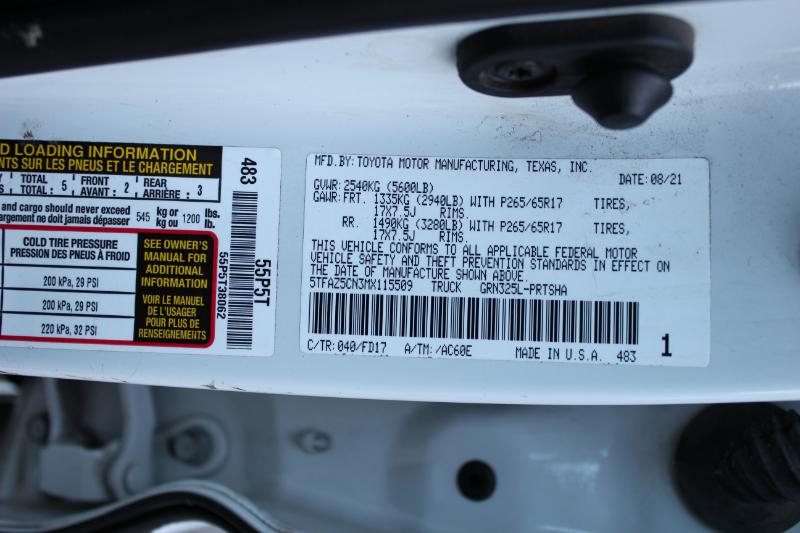 D LOADING INFORMATION
NTS SUR LES PNEUS ET LE CHARGEMENT
TOTAL : 5 FRONT AVANT : 2 REAR ARRIÈRE : 3
and cargo should never exceed 545 kg or 1200 lbs.
argement ne doit jamais dépasser kg ou lb.
COLD TIRE PRESSURE
PRESSION DES PNEUS À FROID
200 kPa, 29 PSI
200 kPa, 29 PSI
220 kPa, 32 PSI
SEE OWNER'S
MANUAL FOR
ADDITIONAL
INFORMATION
VOIR LE MANUEL
DE L'USAGER
POUR PLUS DE
RENSEIGNEMENTS
483
55P5T38062
55P5T
MFD.BY: TOYOTA MOTOR MANUFACTURING, TEXAS, INC.
GVWR: 2540KG (5600LB) DATE: 08/21
GAWR: FRT. 1335KG (2940LB) WITH P265/65R17 TIRES,
17X7.5J RIMS.
RR. 1490KG (3280LB) WITH P265/65R17 TIRES,
17X7.5J RIMS.
THIS VEHICLE CONFORMS TO ALL APPLICABLE FEDERAL MOTOR
VEHICLE SAFETY AND THEFT PREVENTION STANDARDS IN EFFECT ON
THE DATE OF MANUFACTURE SHOWN ABOVE.
5TFAZ5CN3MX115509 TRUCK GRN325L-PRTSHA
C/TR: 040/FD17 A/TM: /AC60E MADE IN U.S.A. 483 1